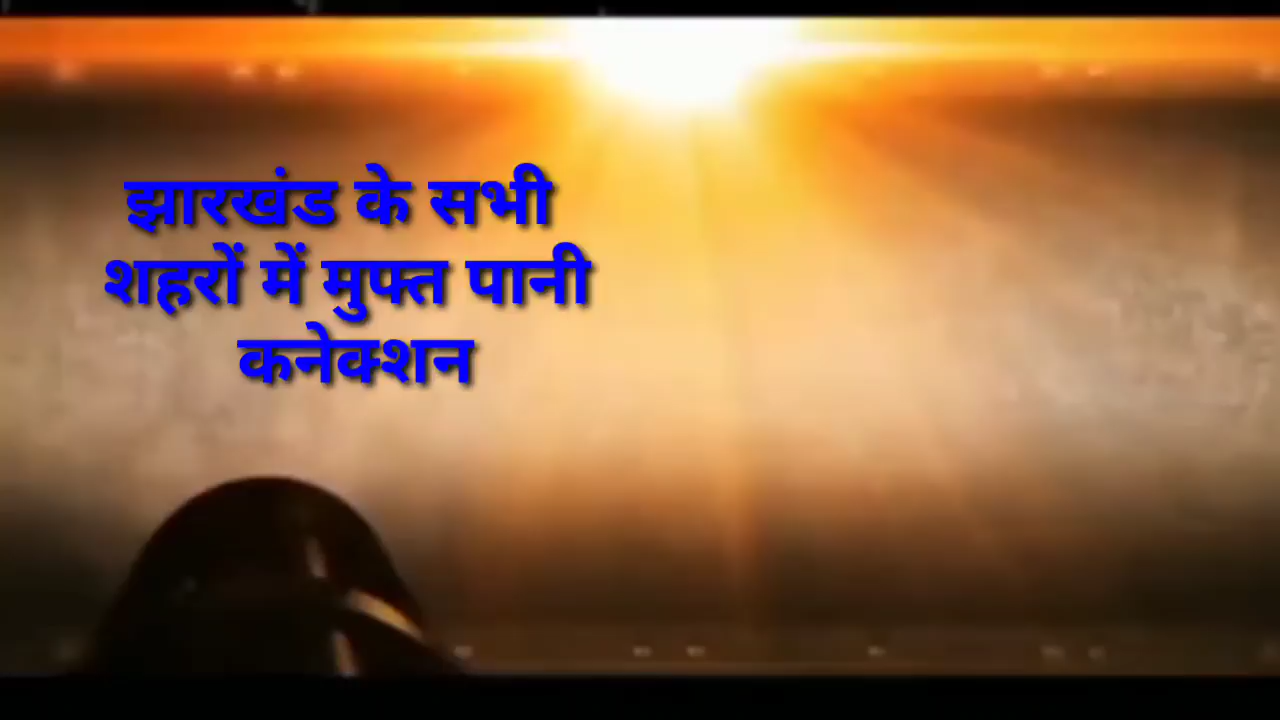 झारखंड के सभी
शहरों में मुफ्त पानी
कनेक्शन